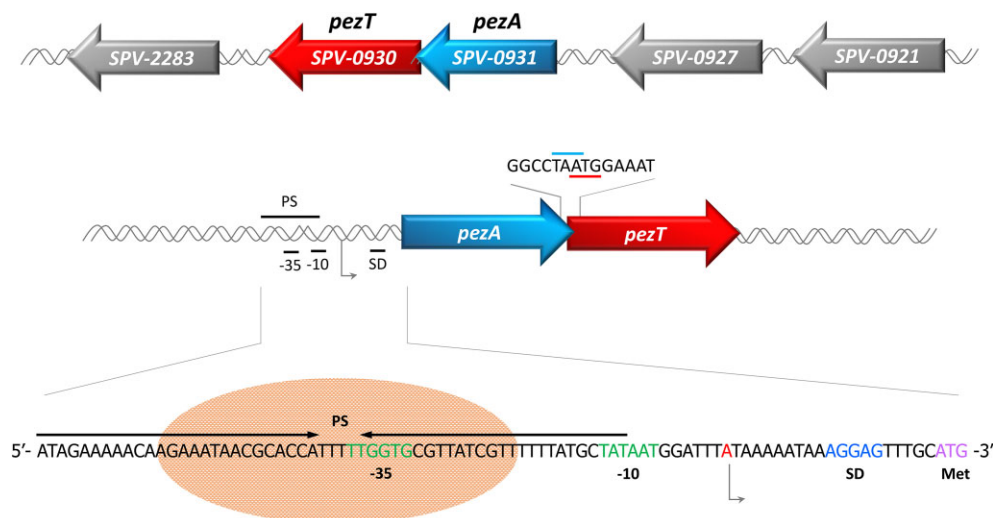 pezT pezA
SPV-2283 SPV-0930 SPV-0931 SPV-0927 SPV-0921
GGCCTAATGGAAAT
PS
pezA pezT
-35 -10 SD
PS
5'- ATAGAAAAACAAGAAATAACGCACCATTTTTTGGTGCGTTATCGTTTTTTTATGCTATAATGGATTTATAAAAATAAAGGAGTTTGCATG -3'
-35 -10 SD Met